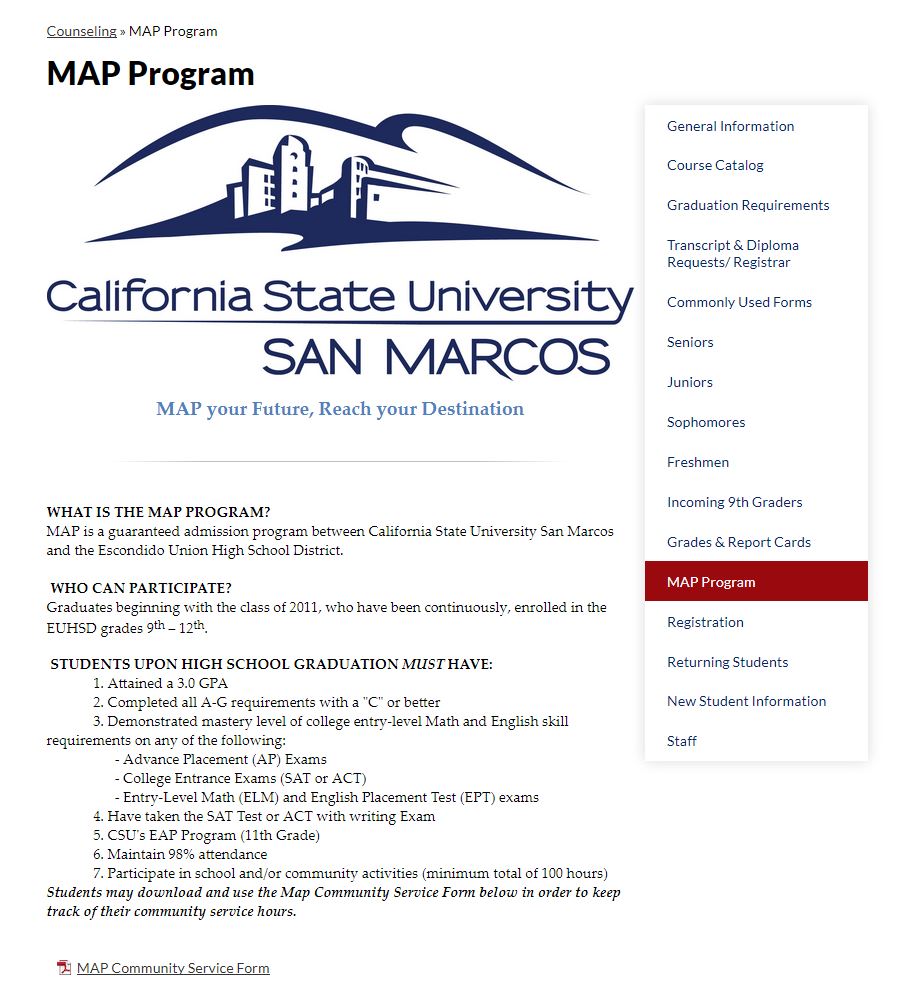 Counseling » MAP Program
MAP Program
California State University
SAN MARCOS
MAP your Future, Reach your Destination
WHAT IS THE MAP PROGRAM?
MAP is a guaranteed admission program between California State University San Marcos
and the Escondido Union High School District.
WHO CAN PARTICIPATE?
Graduates beginning with the class of 2011, who have been continuously, enrolled in the
EUHSD grades 9th – 12th.
STUDENTS UPON HIGH SCHOOL GRADUATION MUST HAVE:
1. Attained a 3.0 GPA
2. Completed all A-G requirements with a "C" or better
3. Demonstrated mastery level of college entry-level Math and English skill
requirements on any of the following:
- Advance Placement (AP) Exams
- College Entrance Exams (SAT or ACT)
- Entry-Level Math (ELM) and English Placement Test (EPT) exams
4. Have taken the SAT Test or ACT with writing Exam
5. CSU's EAP Program (11th Grade)
6. Maintain 98% attendance
7. Participate in school and/or community activities (minimum total of 100 hours)
Students may download and use the Map Community Service Form below in order to keep
track of their community service hours.
MAP Community Service Form
General Information
Course Catalog
Graduation Requirements
Transcript & Diploma
Requests/ Registrar
Commonly Used Forms
Seniors
Juniors
Sophomores
Freshmen
Incoming 9th Graders
Grades & Report Cards
MAP Program
Registration
Returning Students
New Student Information
Staff